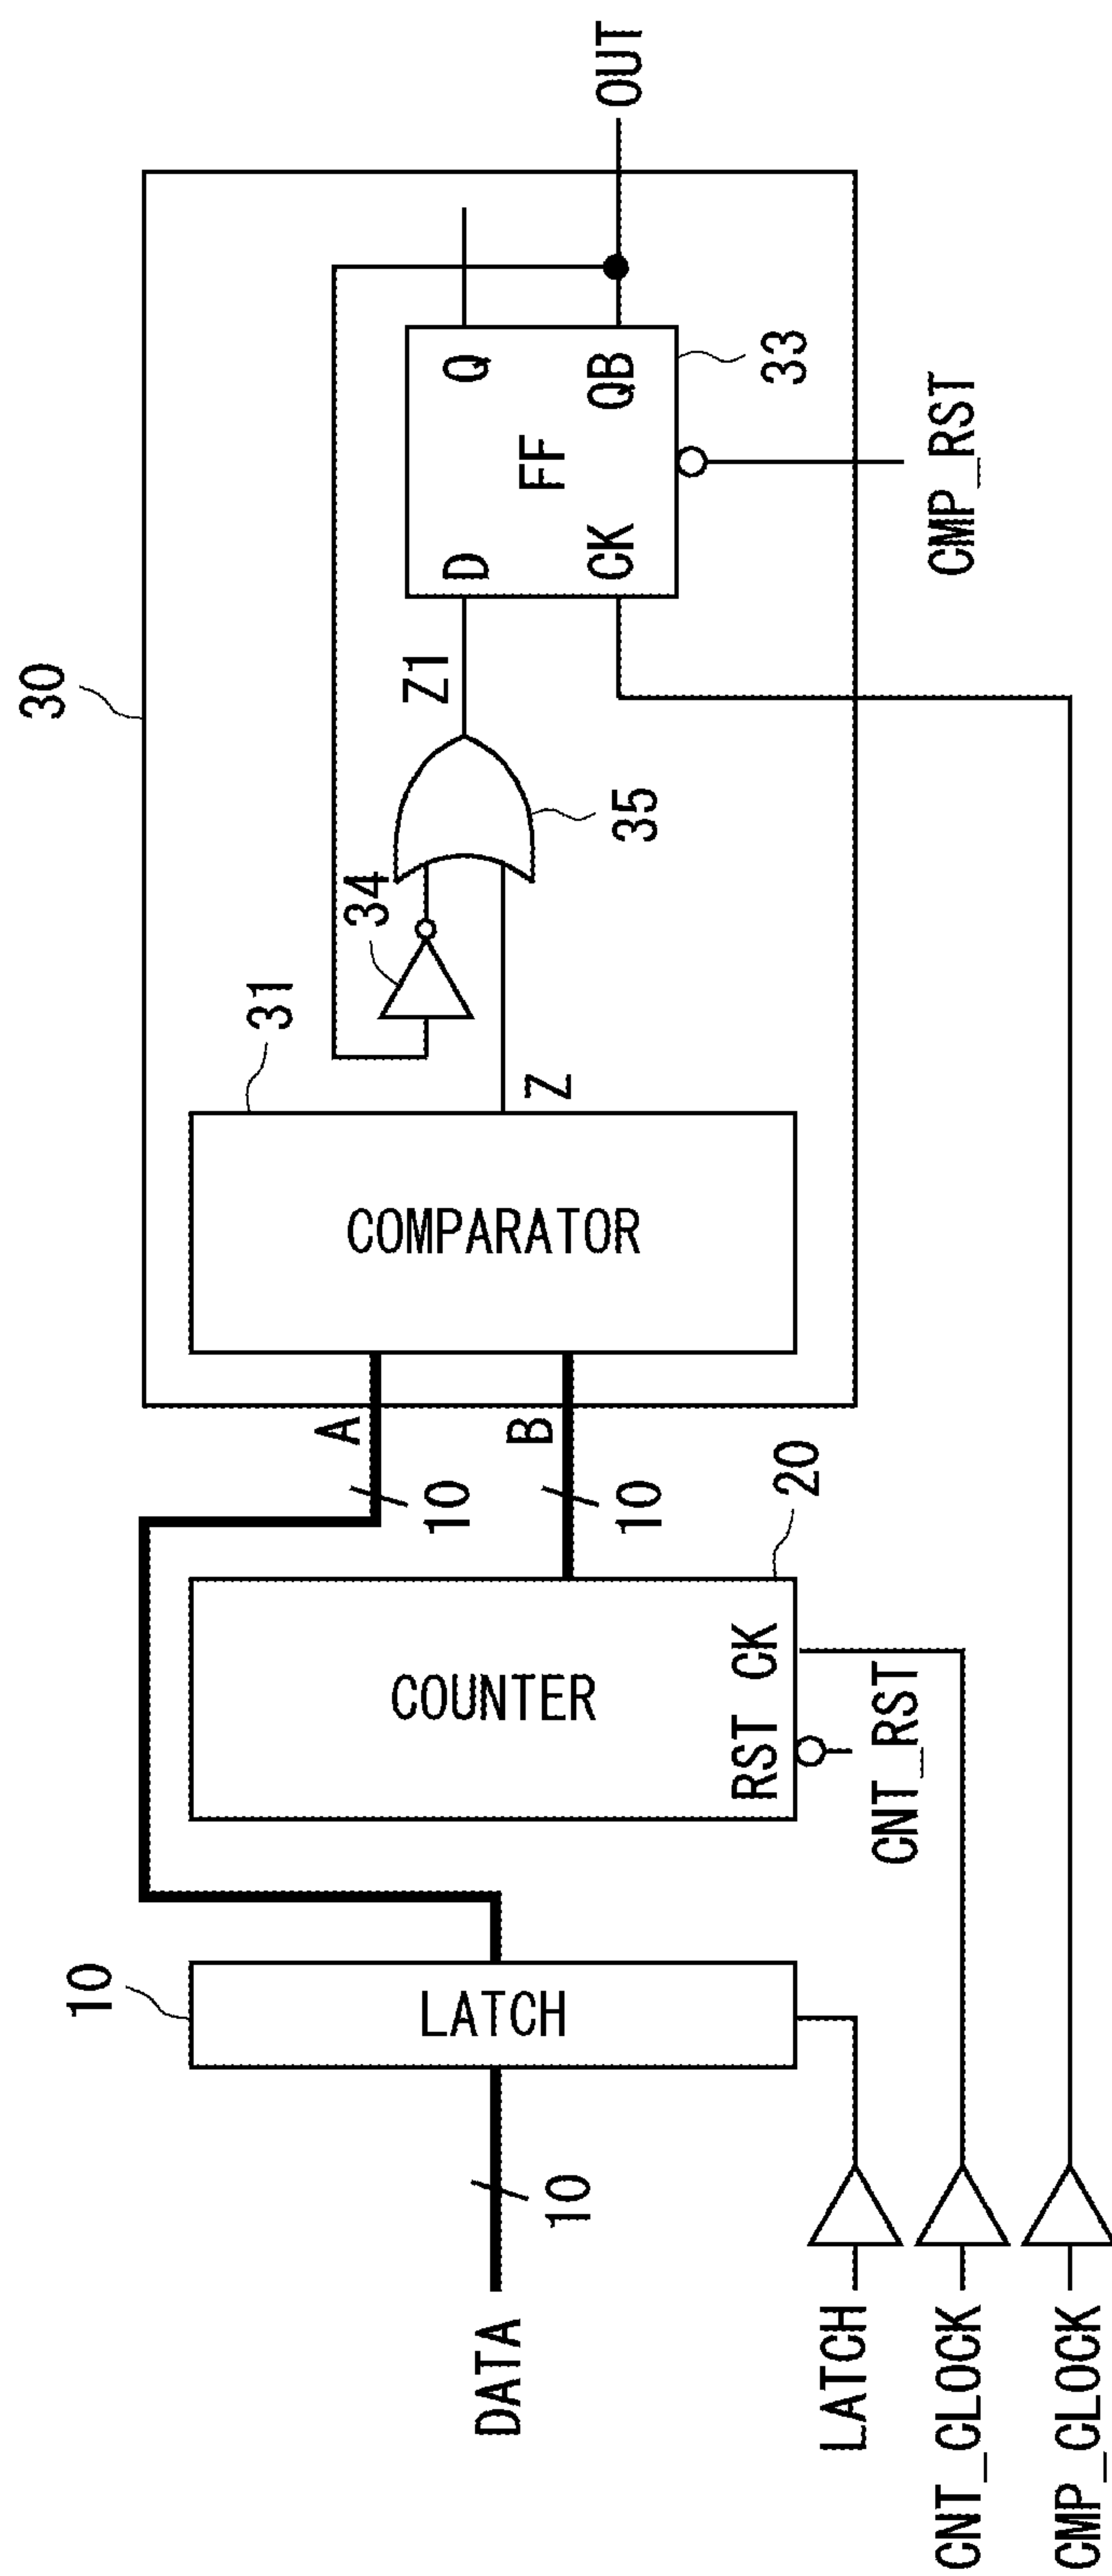 30
31
34
35
33
A
B
10
10
COMPARATOR
Z
Z1
D
Q
FF
CK
QB
OUT
CMP_RST
COUNTER
RST
CK
20
CNT_RST
10
LATCH
DATA
10
LATCH
CNT_CLOCK
CMP_CLOCK